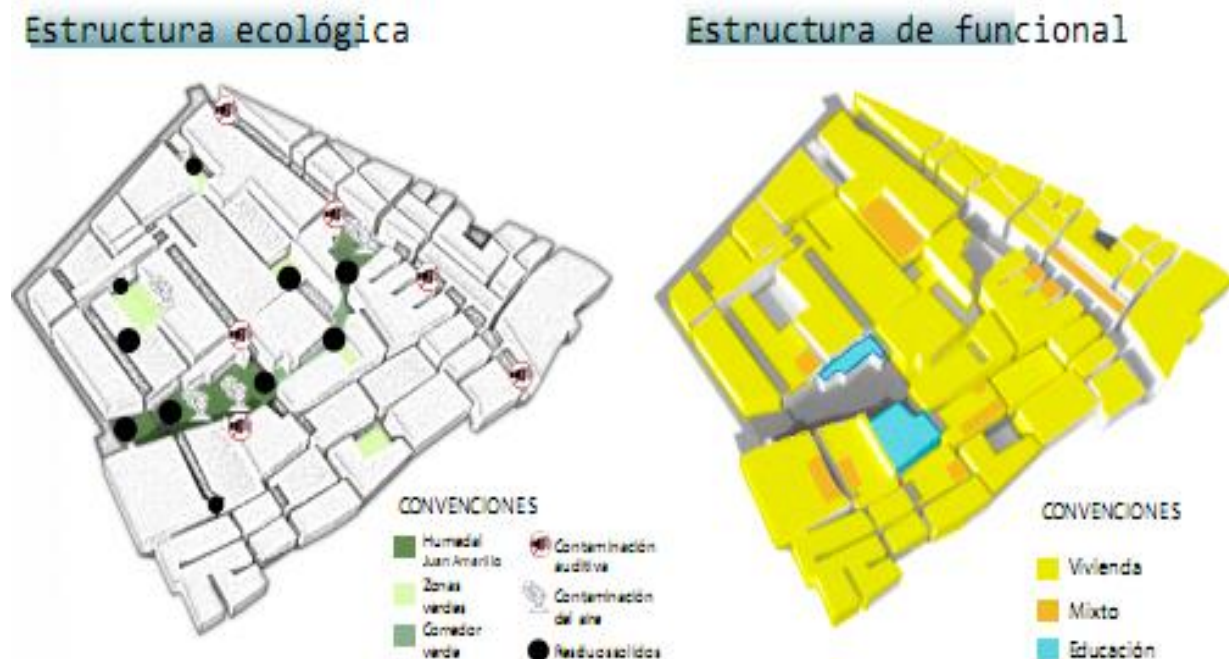 Estructura ecológica
Estructura de funcional
CONVENCIONES
Humedal
Juan Amarillo
Zonas
verdes
Corredor
verde
Contaminación
auditiva
Contaminación
del aire
Residuossolidos
CONVENCIONES
Vivienda
Mixto
Educación